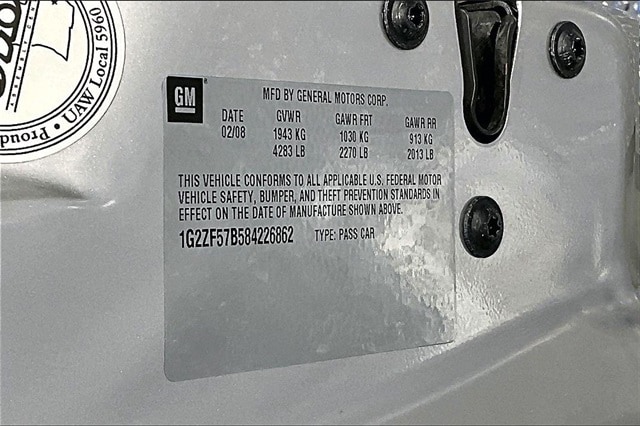 Proudly
UAW Local 5960
GM
MFD BY GENERAL MOTORS CORP.
DATE GVWR GAWR FRT GAWR RR
02/08 1943 KG 1030 KG 913 KG
4283 LB 2270 LB 2013 LB
THIS VEHICLE CONFORMS TO ALL APPLICABLE U.S. FEDERAL MOTOR
VEHICLE SAFETY, BUMPER, AND THEFT PREVENTION STANDARDS IN
EFFECT ON THE DATE OF MANUFACTURE SHOWN ABOVE.
1G2ZF57B584226862 TYPE: PASS CAR